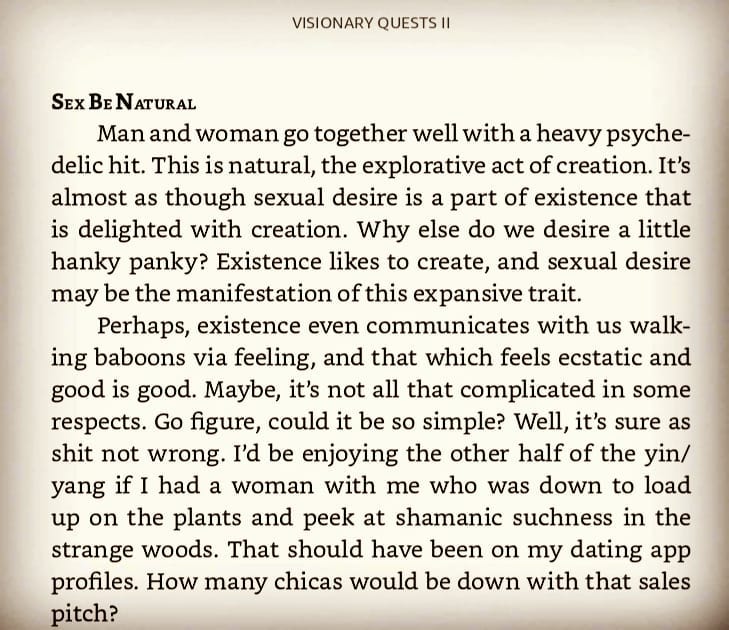 VISIONARY QUESTS II
SEX BE NATURAL
Man and woman go together well with a heavy psyche-
delic hit. This is natural, the explorative act of creation. It's
almost as though sexual desire is a part of existence that
is delighted with creation. Why else do we desire a little
hanky panky? Existence likes to create, and sexual desire
may be the manifestation of this expansive trait.
Perhaps, existence even communicates with us walk-
ing baboons via feeling, and that which feels ecstatic and
good is good. Maybe, it's not all that complicated in some
respects. Go figure, could it be so simple? Well, it's sure as
shit not wrong. I'd be enjoying the other half of the yin/
yang if I had a woman with me who was down to load
up on the plants and peek at shamanic suchness in the
strange woods. That should have been on my dating app
profiles. How many chicas would be down with that sales
pitch?